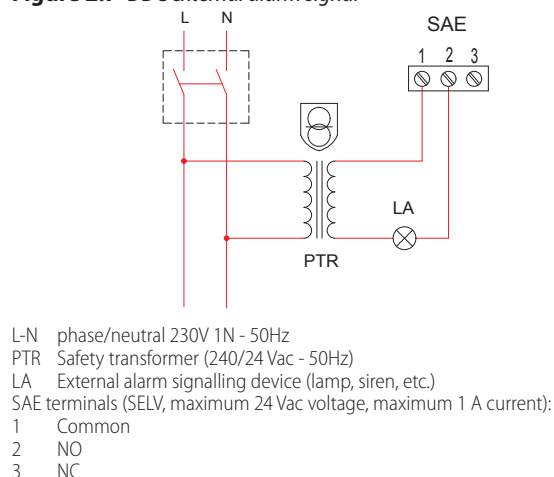 L N
SAE
1 2 3
LA
PTR
L-N phase/neutral 230V 1N - 50Hz
PTR Safety transformer (240/24 Vac - 50Hz)
LA External alarm signalling device (lamp, siren, etc.)
SAE terminals (SELV, maximum 24 Vac voltage, maximum 1 A current):
1 Common
2 NO
3 NC